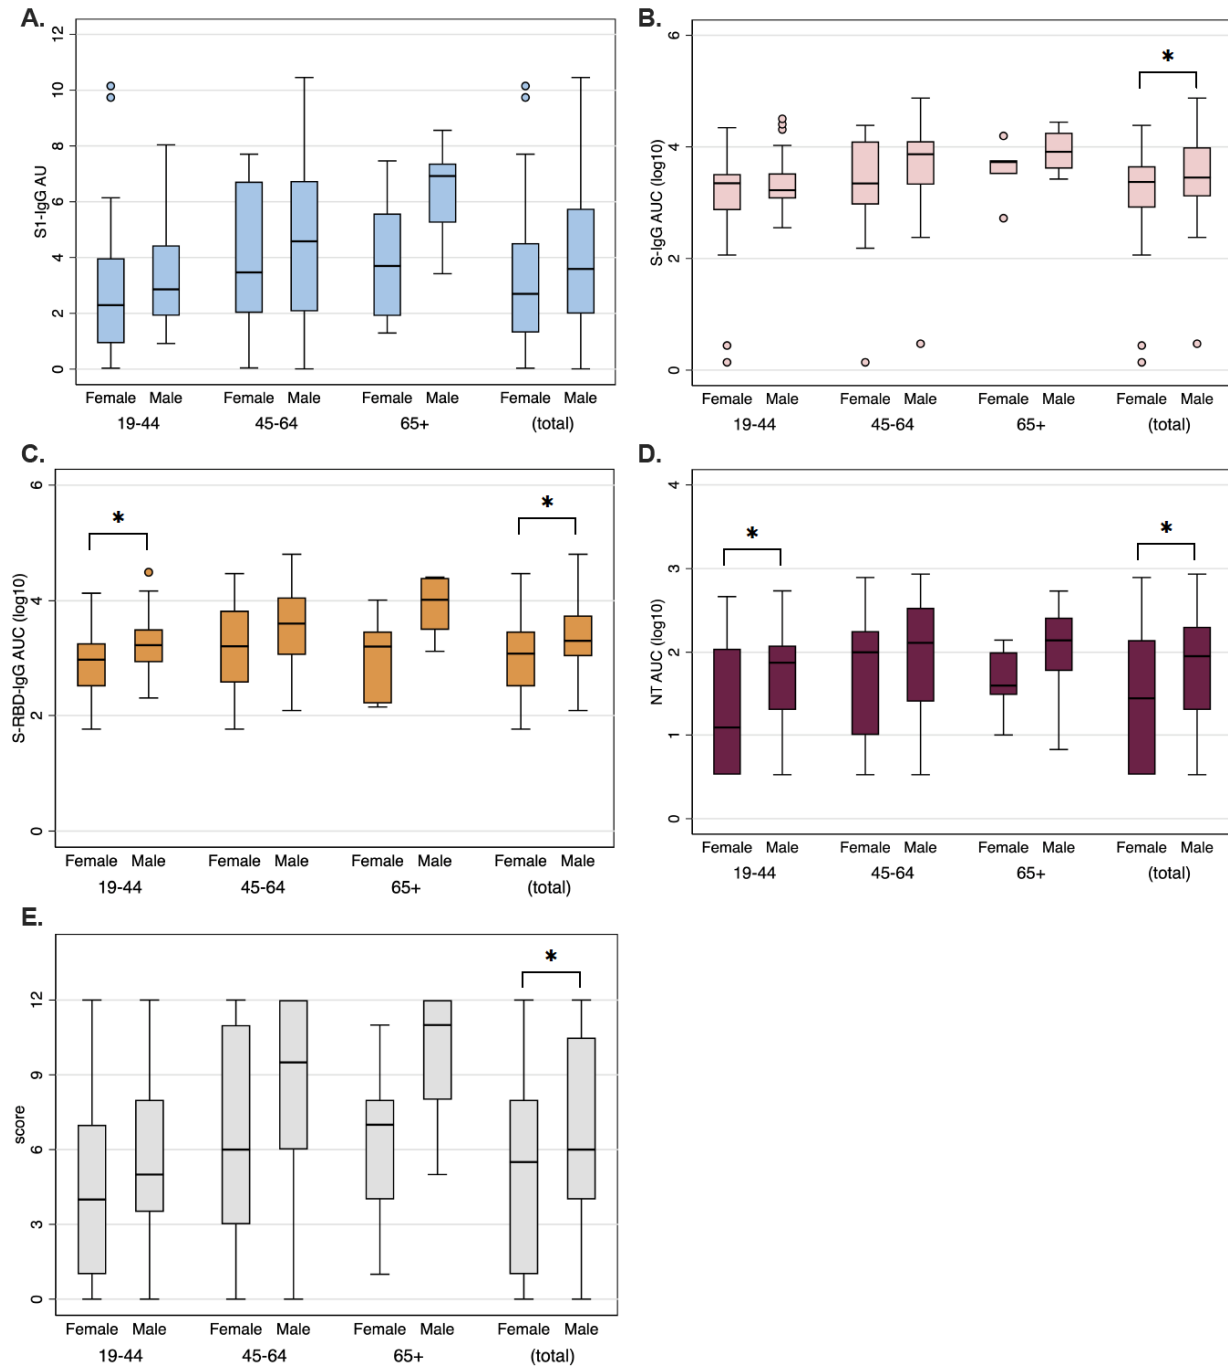 A.
S1-IgG AU
12
10
8
6
4
2
0
Female Male Female Male Female Male Female Male
19-44 45-64 65+ (total)
B.
S-IgG AUC (log10)
6
4
2
0
*
Female Male Female Male Female Male Female Male
19-44 45-64 65+ (total)
C.
S-RBD-IgG AUC (log10)
6
4
2
0
* *
Female Male Female Male Female Male Female Male
19-44 45-64 65+ (total)
D.
NT AUC (log10)
4
3
2
1
0
* *
Female Male Female Male Female Male Female Male
19-44 45-64 65+ (total)
E.
score
12
9
6
3
0
*
Female Male Female Male Female Male Female Male
19-44 45-64 65+ (total)